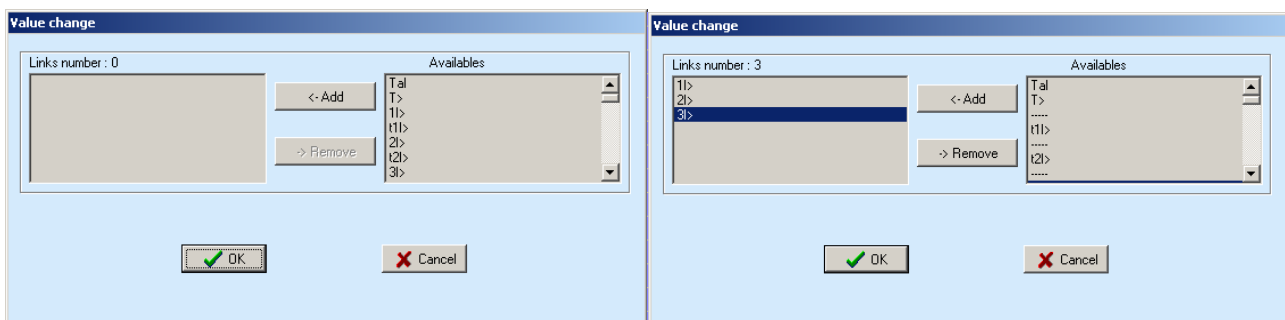 Value change
Links number : 0
Availables
<- Add
-> Remove
Tal
T>
1I>
t1I>
2I>
t2I>
3I>
OK
Cancel
Value change
Links number : 3
Availables
1I>
2I>
3I>
<- Add
-> Remove
Tal
T>
-----
t1I>
-----
t2I>
-----
OK
Cancel